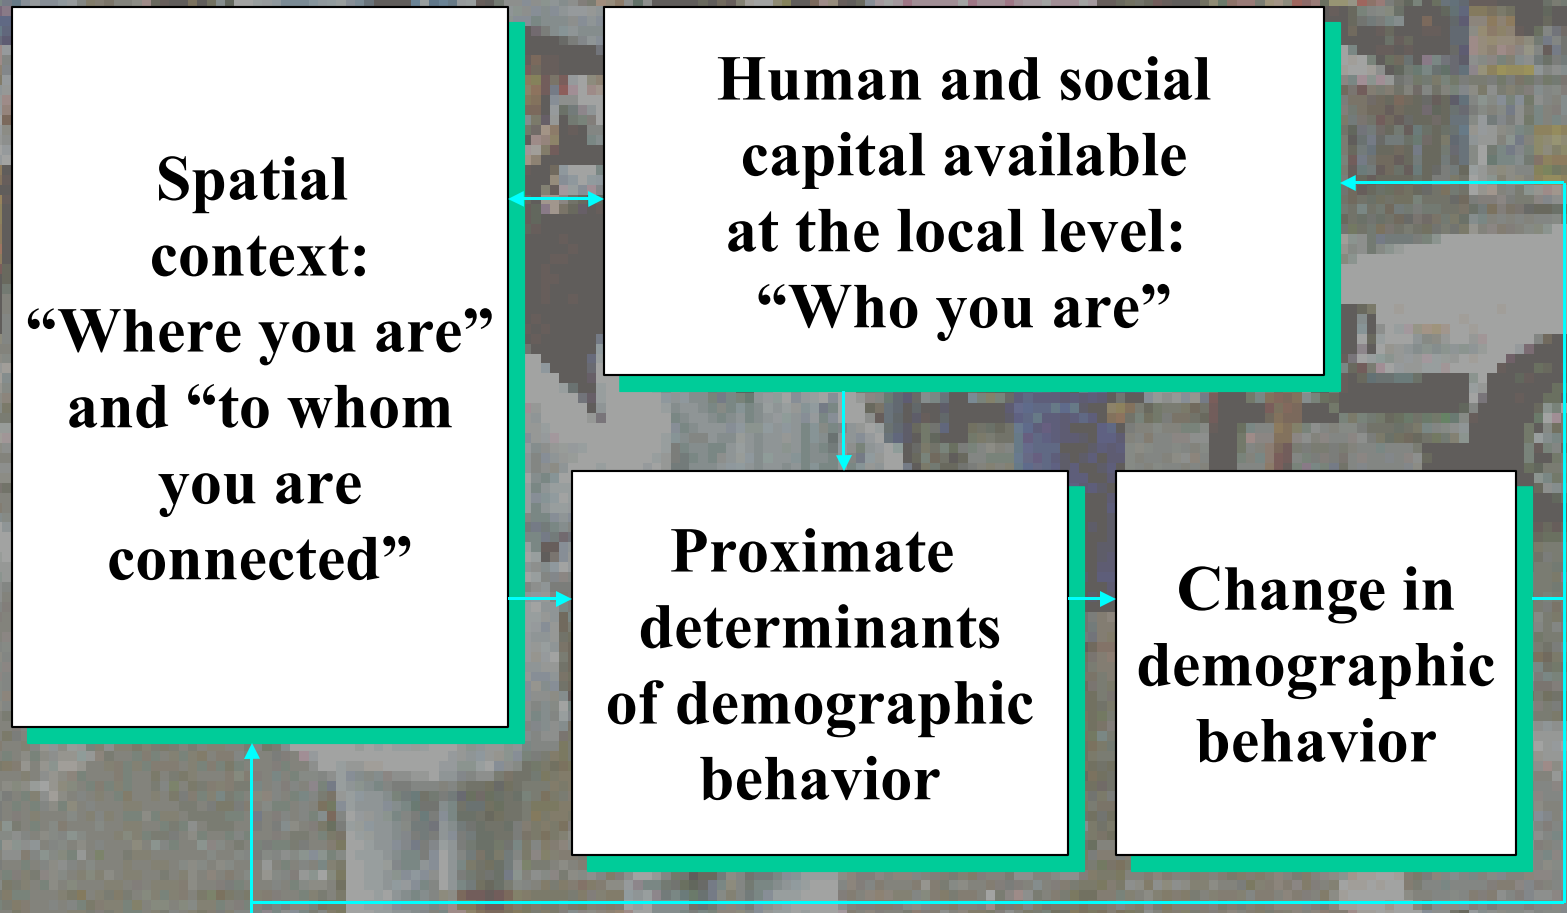 Spatial
context:
“Where you are”
and “to whom
you are
connected”
Human and social
capital available
at the local level:
“Who you are”
Proximate
determinants
of demographic
behavior
Change in
demographic
behavior